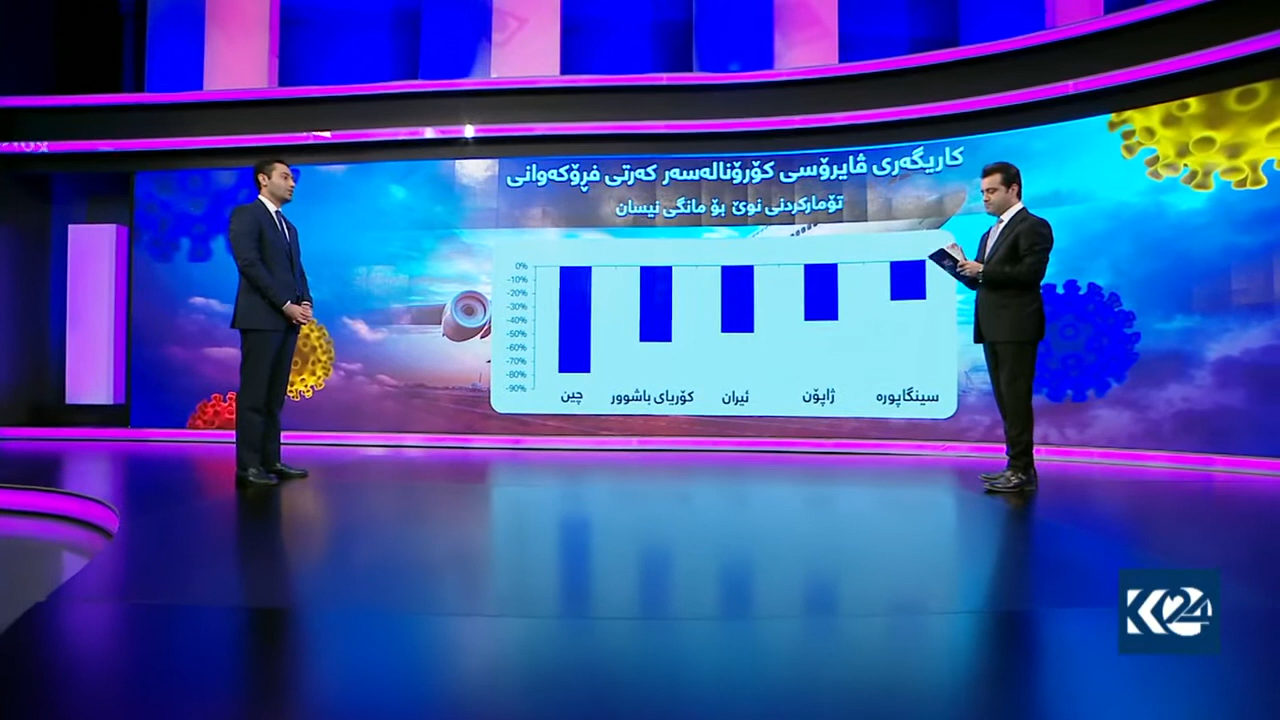 کاریگەری ڤایرۆسی کۆرۆنالەسەر کەرتی فڕۆکەوانی
تۆمارکردنی نوێ بۆ مانگی نیسان
0%
-10%
-20%
-30%
-40%
-50%
-60%
-70%
-80%
-90%
چین
کۆریای باشوور
ئیران
ژاپۆن
سینگاپورە
K24